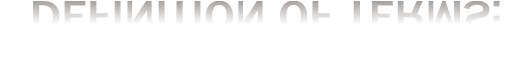 DEFINITION OF TERMS: